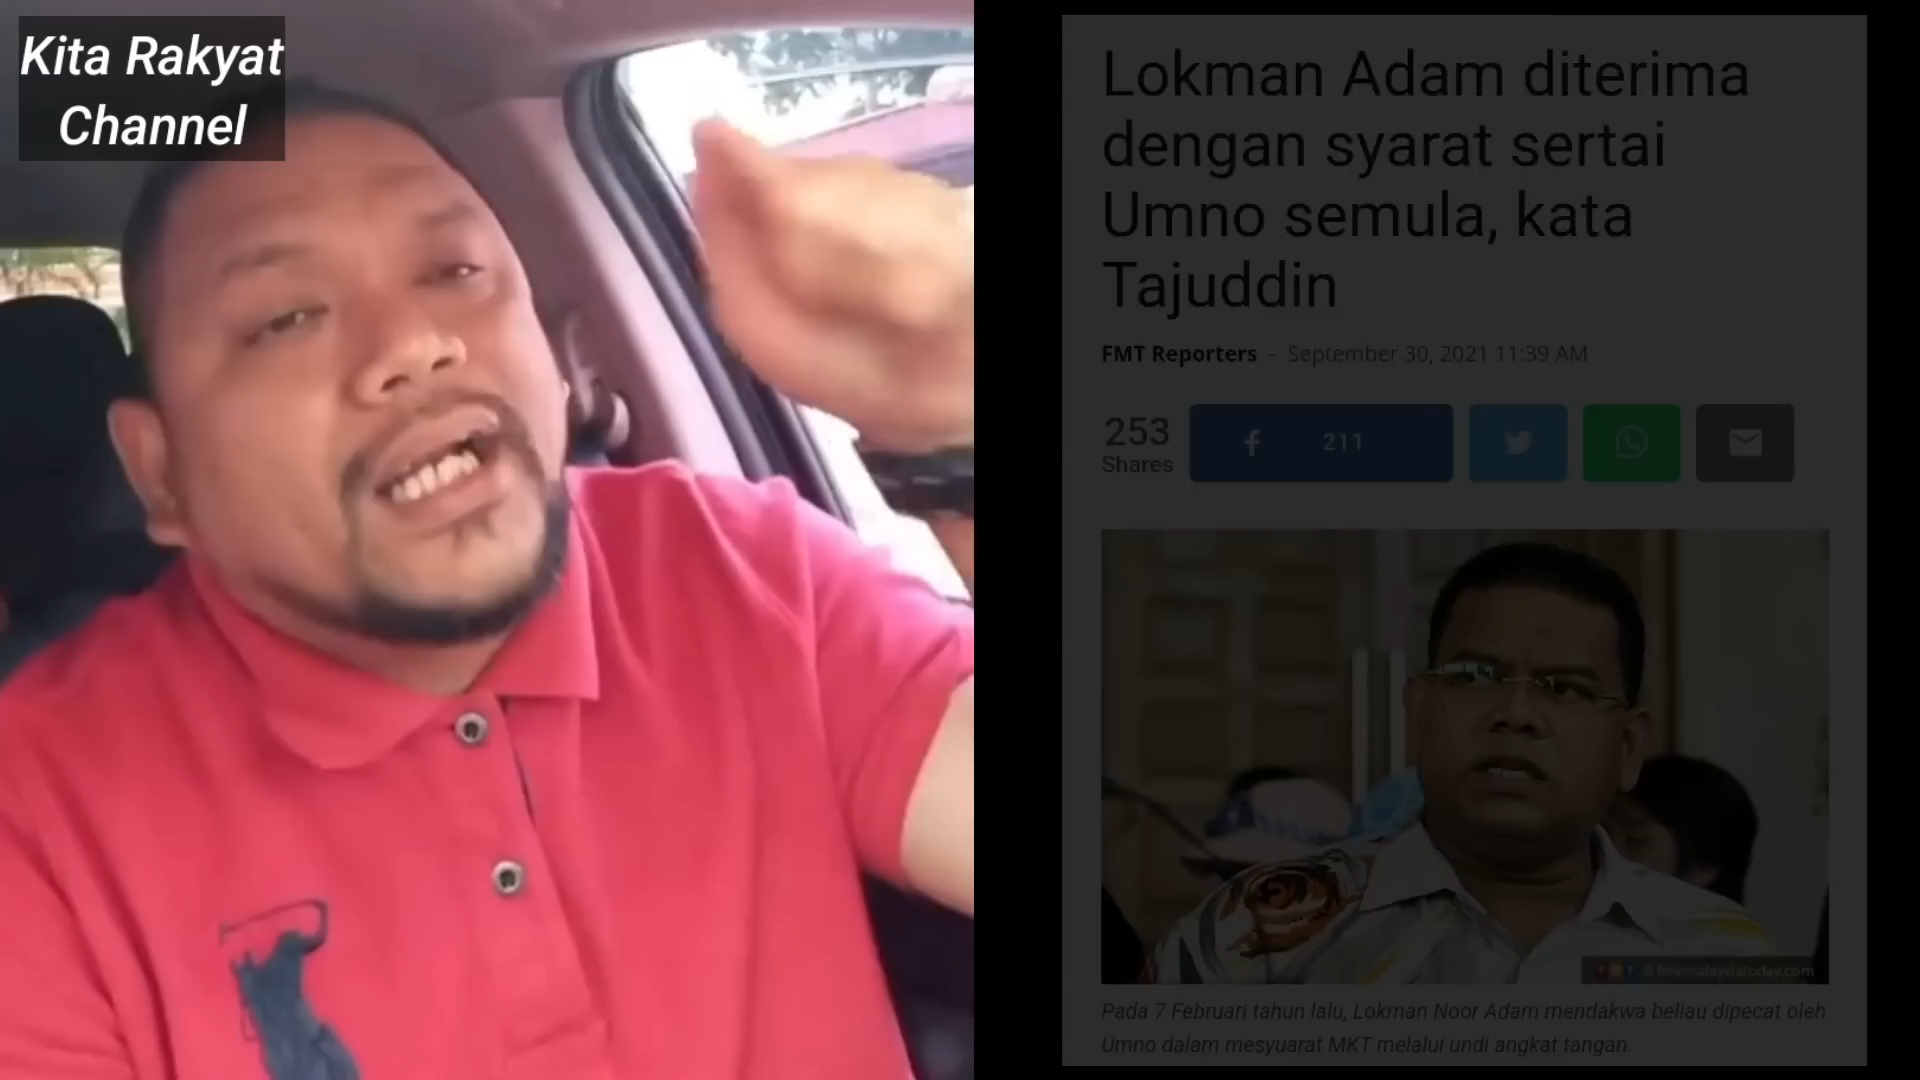 Kita Rakyat
Channel
Lokman Adam diterima
dengan syarat sertai
Umno semula, kata
Tajuddin
FMT Reporters - September 30, 2021 11:39 AM
253
Shares
211
freemalaysiatoday.com
Pada 7 Februari tahun lalu, Lokman Noor Adam mendakwa beliau dipecat oleh
Umno dalam mesyuarat MKT melalui undi angkat tangan.